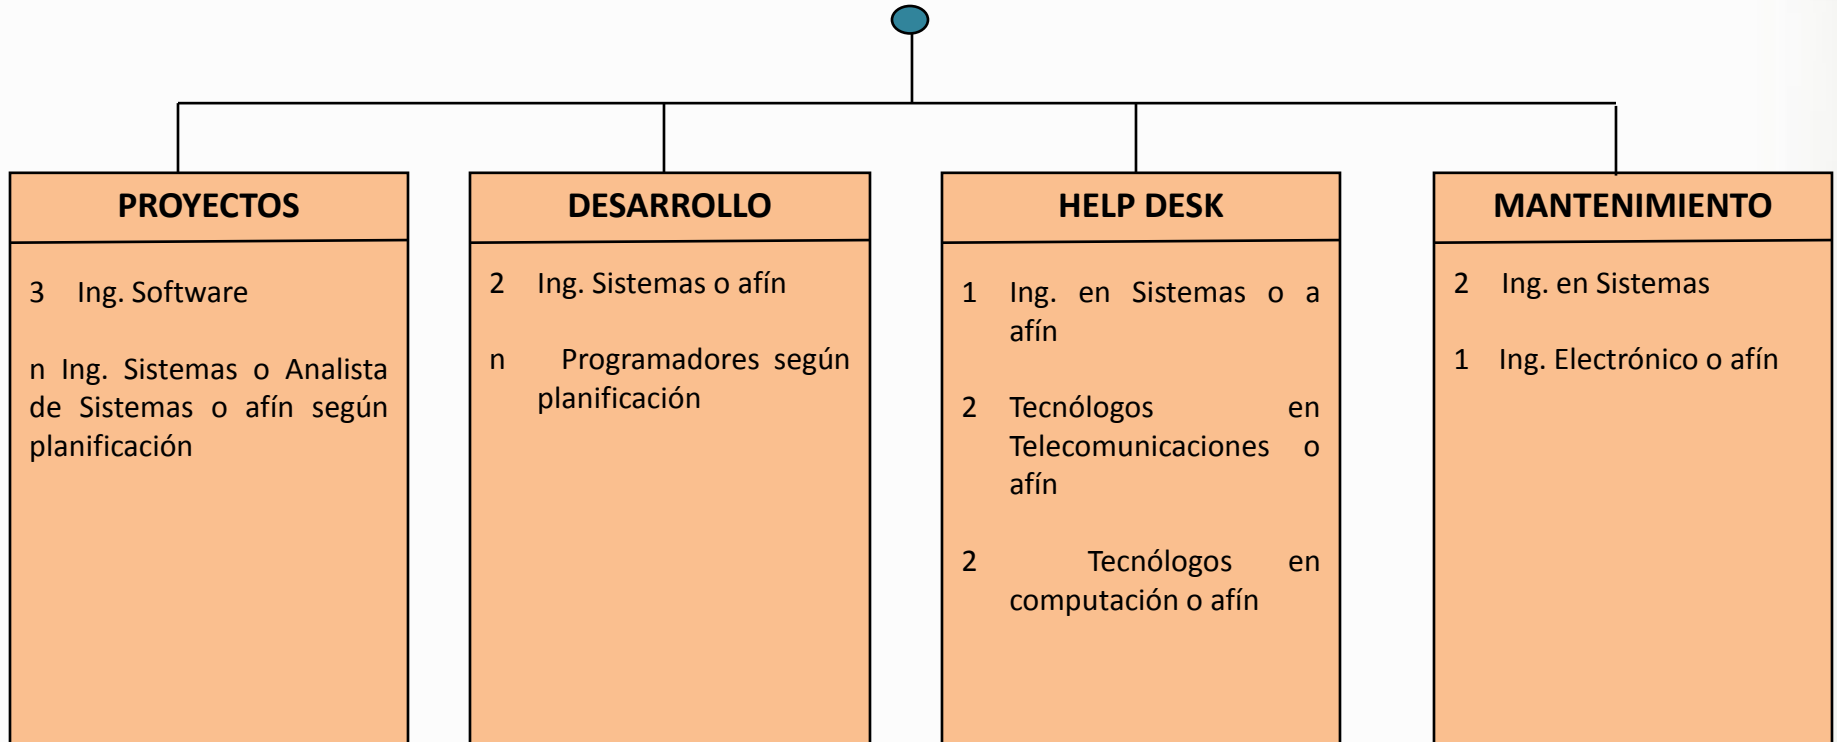 PROYECTOS
3 Ing. Software
n Ing. Sistemas o Analista
de Sistemas o afín según
planificación
DESARROLLO
2 Ing. Sistemas o afín
n Programadores según
planificación
HELP DESK
1 Ing. en Sistemas o a
afín
2 Tecnólogos en
Telecomunicaciones o
afín
2 Tecnólogos en
computación o afín
MANTENIMIENTO
2 Ing. en Sistemas
1 Ing. Electrónico o afín